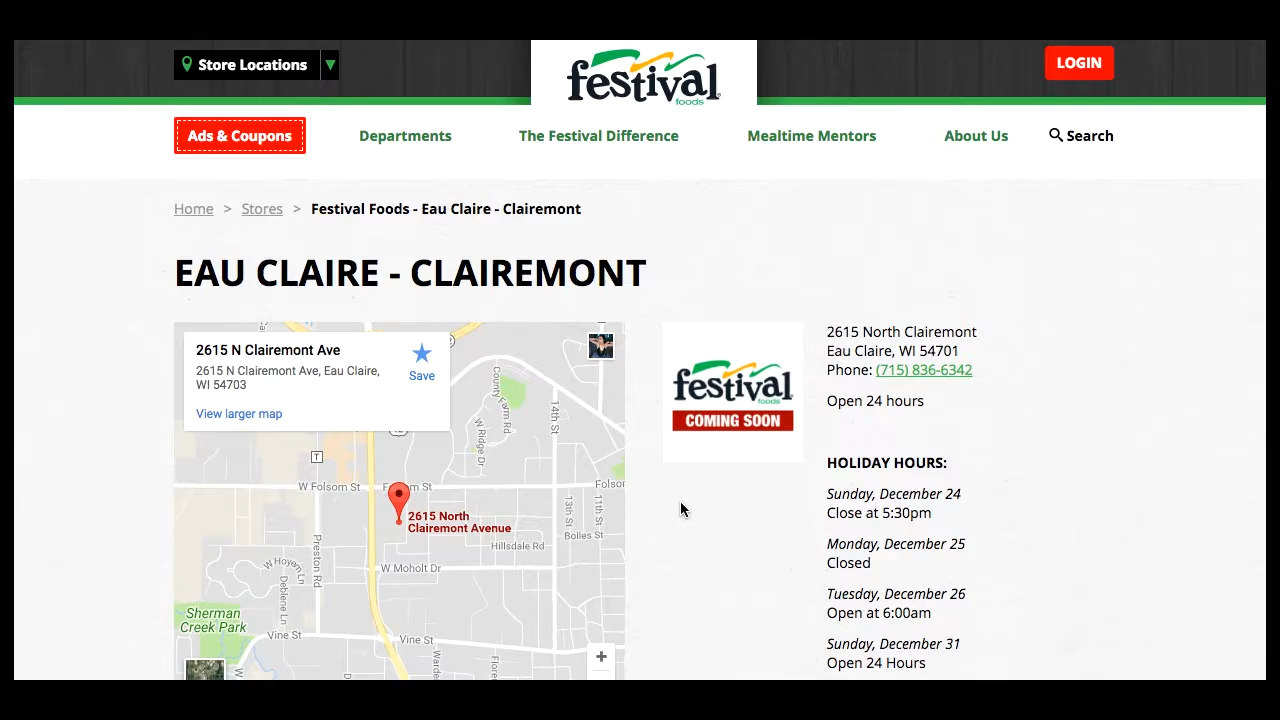 Store Locations
festival
foods
LOGIN
Ads & Coupons
Departments
The Festival Difference
Mealtime Mentors
About Us
Search
Home > Stores > Festival Foods - Eau Claire - Clairemont
EAU CLAIRE - CLAIREMONT
2615 N Clairemont Ave
2615 N Clairemont Ave, Eau Claire,
WI 54703
Save
View larger map
County Farm Rd
W Ridge Dr
14th St
T
W Folsom St
Folsom St
13th St
11th St
2615 North
Clairemont Avenue
Bolles St
Hillsdale Rd
Preston Rd
W Moholt Dr
Deblene Ln
Sherman
Creek Park
Vine St
Vine St
+
festival
foods
COMING SOON
2615 North Clairemont
Eau Claire, WI 54701
Phone: (715) 836-6342
Open 24 hours
HOLIDAY HOURS:
Sunday, December 24
Close at 5:30pm
Monday, December 25
Closed
Tuesday, December 26
Open at 6:00am
Sunday, December 31
Open 24 Hours